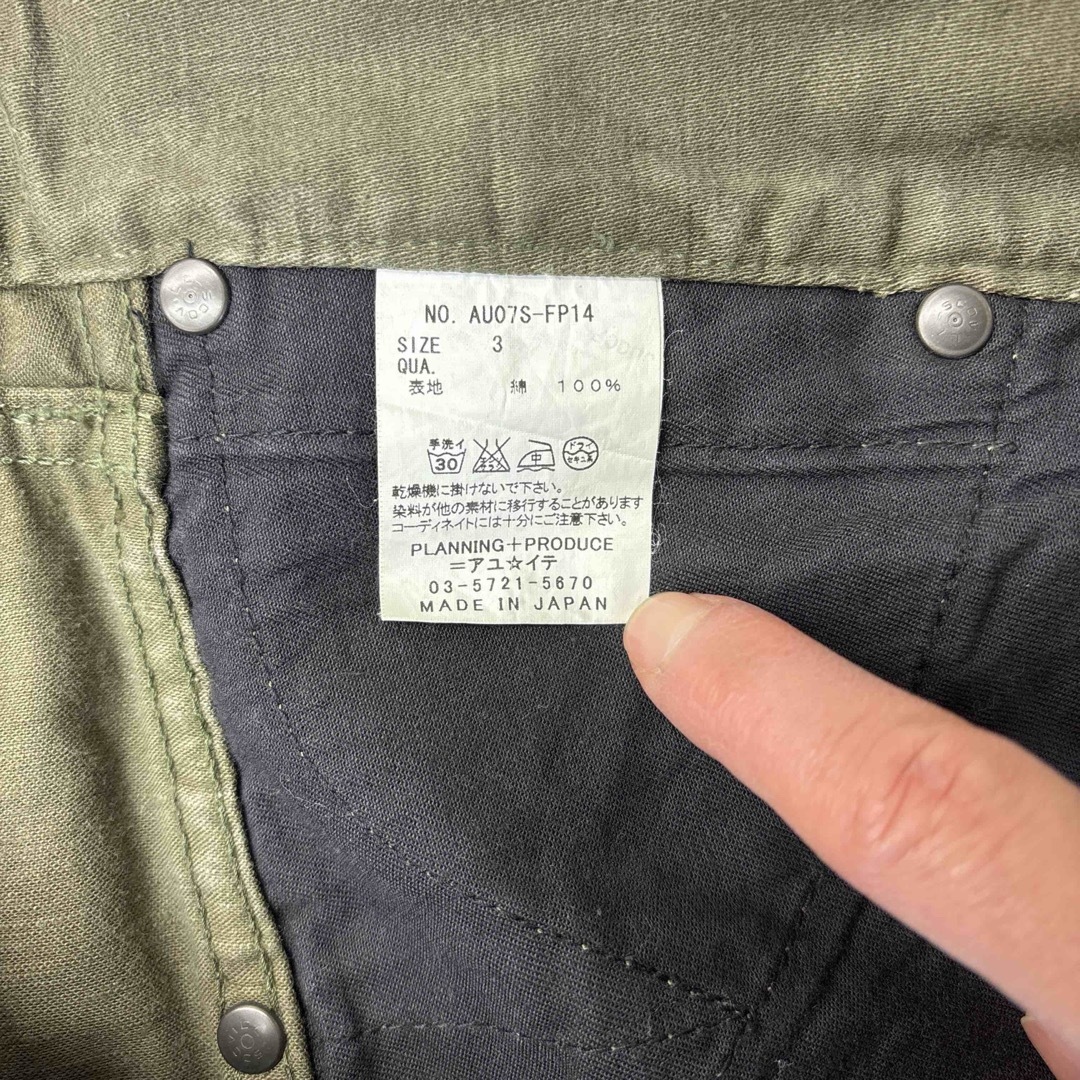 NO. AU07S-FP14
SIZE 3
QUA.
表地 綿 100%
手洗イ 30 中 ドライ セキユ系
乾燥機に掛けないで下さい。
染料が他の素材に移行することがあります
コーディネイトには十分にご注意下さい。
PLANNING+PRODUCE
=アユ☆イテ
03-5721-5670
MADE IN JAPAN